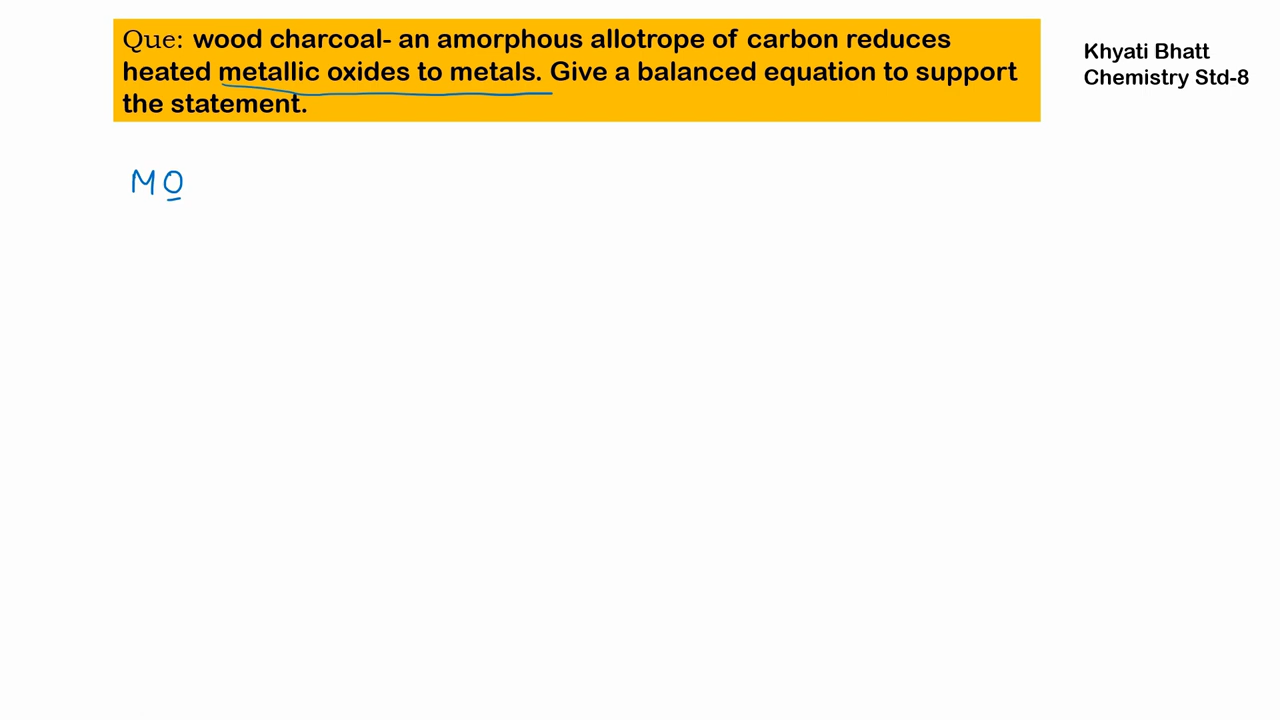 Que: wood charcoal- an amorphous allotrope of carbon reduces
heated metallic oxides to metals. Give a balanced equation to support
the statement.
Khyati Bhatt
Chemistry Std-8
MO